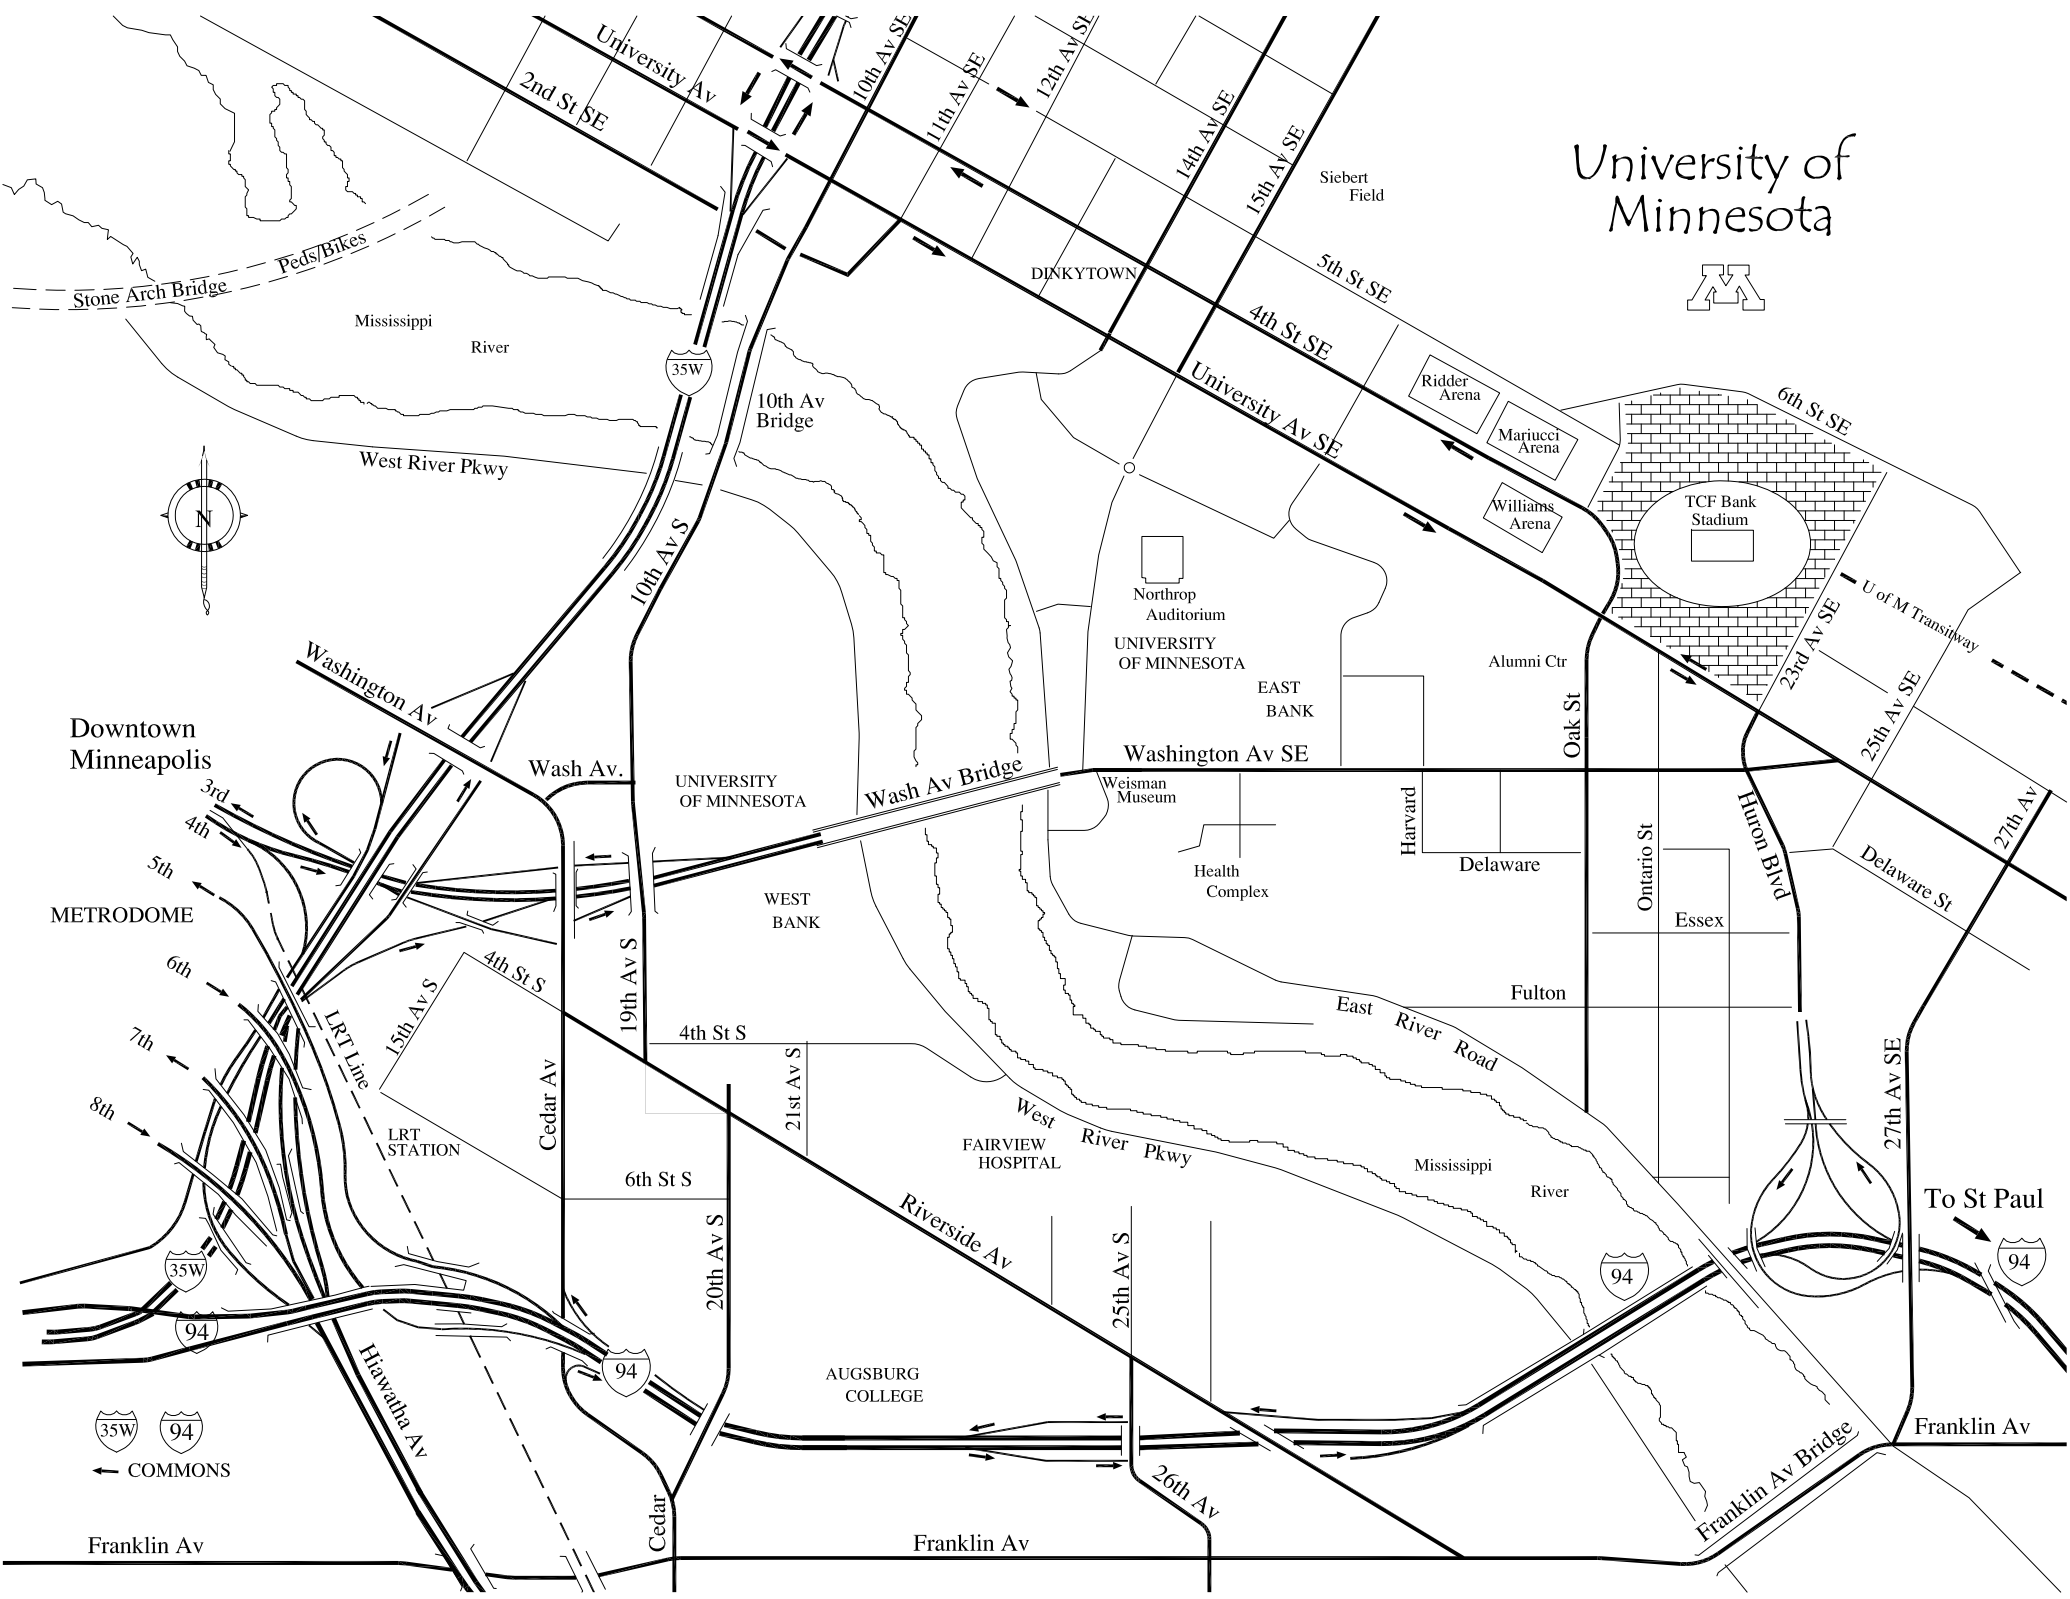 University Av
2nd St SE
10th Av SE
11th Av SE
12th Av SE
14th Av SE
15th Av SE
Siebert
Field
University of
Minnesota
M
Peds/Bikes
Stone Arch Bridge
Mississippi
River
DINKYTOWN
5th St SE
4th St SE
35W
10th Av
Bridge
University Av SE
Ridder
Arena
Mariucci
Arena
Williams
Arena
6th St SE
TCF Bank
Stadium
West River Pkwy
N
10th Av S
Northrop
Auditorium
UNIVERSITY
OF MINNESOTA
EAST
BANK
Alumni Ctr
Oak St
23rd Av SE
U of M Transitway
25th Av SE
Washington Av
Downtown
Minneapolis
Wash Av.
UNIVERSITY
OF MINNESOTA
Wash Av Bridge
Washington Av SE
Weisman
Museum
Harvard
Delaware
Huron Blvd
27th Av
Delaware St
3rd
4th
5th
METRODOME
6th
7th
8th
WEST
BANK
Health
Complex
Ontario St
Essex
Fulton
East River Road
4th St S
15th Av S
19th Av S
4th St S
LRT Line
LRT
STATION
Cedar Av
21st Av S
West River Pkwy
FAIRVIEW
HOSPITAL
Mississippi
River
27th Av SE
6th St S
20th Av S
Riverside Av
25th Av S
To St Paul
94
94
35W
94
94
Hiawatha Av
AUGSBURG
COLLEGE
35W
94
COMMONS
26th Av
Cedar
Franklin Av
Franklin Av
Franklin Av Bridge
Franklin Av